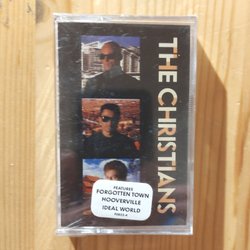 THE CHRISTIANS
FEATURES
FORGOTTEN TOWN
HOOVERVILLE
IDEAL WORLD